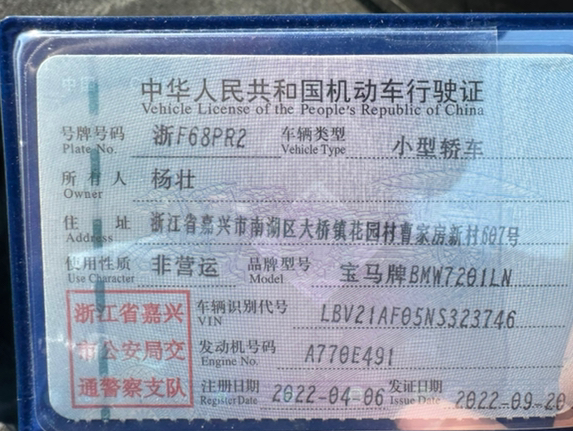 中华人民共和国机动车行驶证
Vehicle License of the People's Republic of China
号牌号码 浙F68PR2 车辆类型 小型轿车
Plate No. Vehicle Type
所有人 杨壮
Owner
住址 浙江省嘉兴市南湖区大桥镇花园村曹家房新村607号
Address
使用性质 非营运 品牌型号 宝马牌BMW7201LN
Use Character Model
浙江省嘉兴
市公安局交
通警察支队
车辆识别代号 LBV21AF05NS323746
VIN
发动机号码 A770E491
Engine No.
注册日期 2022-04-06 发证日期 2022-09-20
Register Date Issue Date